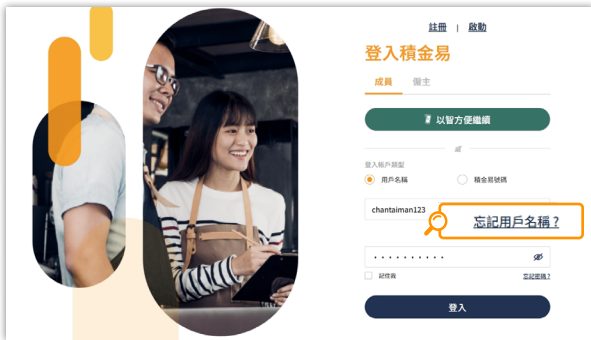 註冊 | 啟動
登入積金易
成員 僱主
以智方便繼續
或
登入帳戶類型
用戶名稱 積金易號碼
chantaiman123
忘記用戶名稱？
• • • • • • • • • •
記住我 忘記密碼？
登入